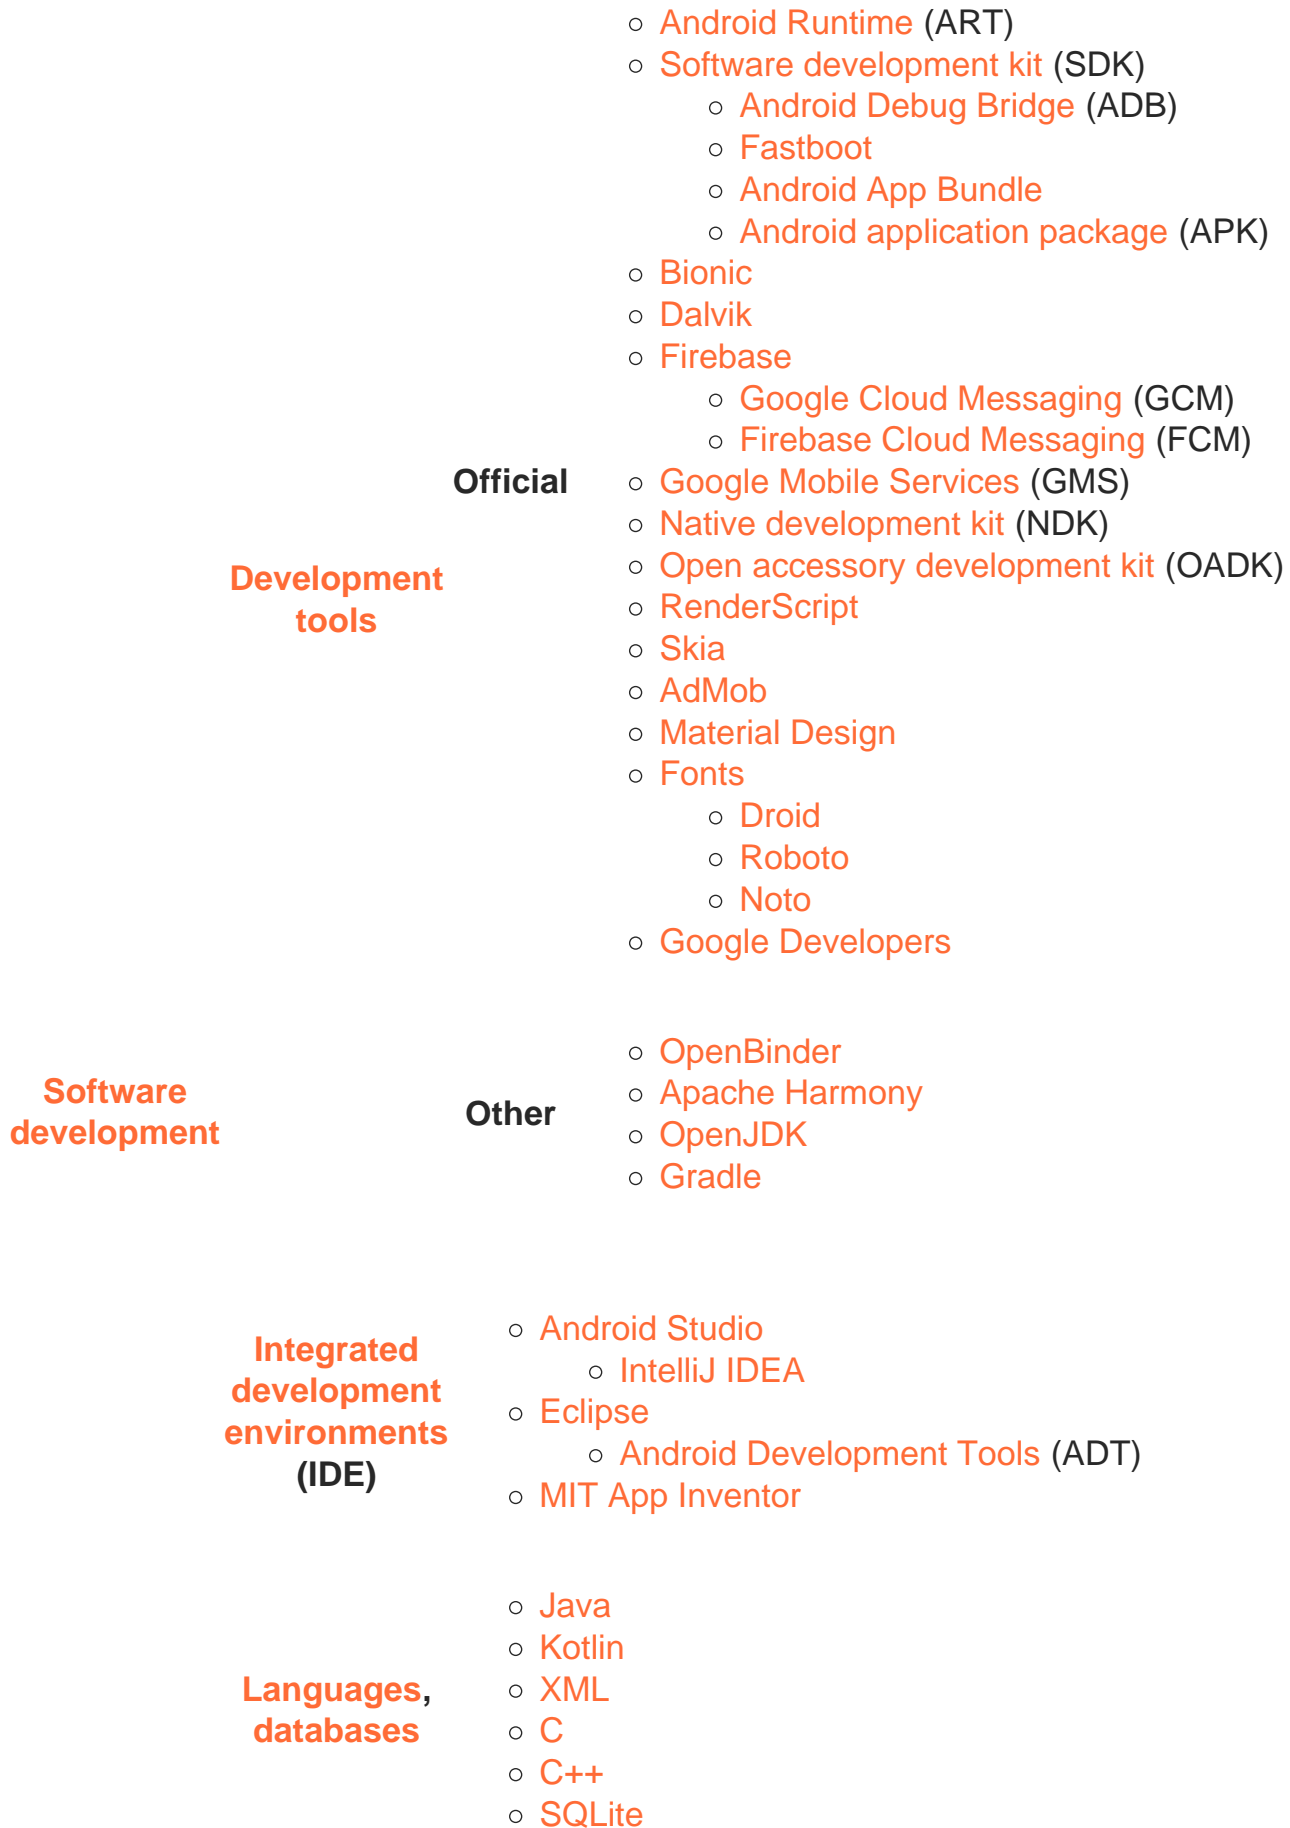 Software
development
Development
tools
Official
Android Runtime (ART)
Software development kit (SDK)
Android Debug Bridge (ADB)
Fastboot
Android App Bundle
Android application package (APK)
Bionic
Dalvik
Firebase
Google Cloud Messaging (GCM)
Firebase Cloud Messaging (FCM)
Google Mobile Services (GMS)
Native development kit (NDK)
Open accessory development kit (OADK)
RenderScript
Skia
AdMob
Material Design
Fonts
Droid
Roboto
Noto
Google Developers
Other
OpenBinder
Apache Harmony
OpenJDK
Gradle
Integrated
development
environments
(IDE)
Android Studio
IntelliJ IDEA
Eclipse
Android Development Tools (ADT)
MIT App Inventor
Languages,
databases
Java
Kotlin
XML
C
C++
SQLite